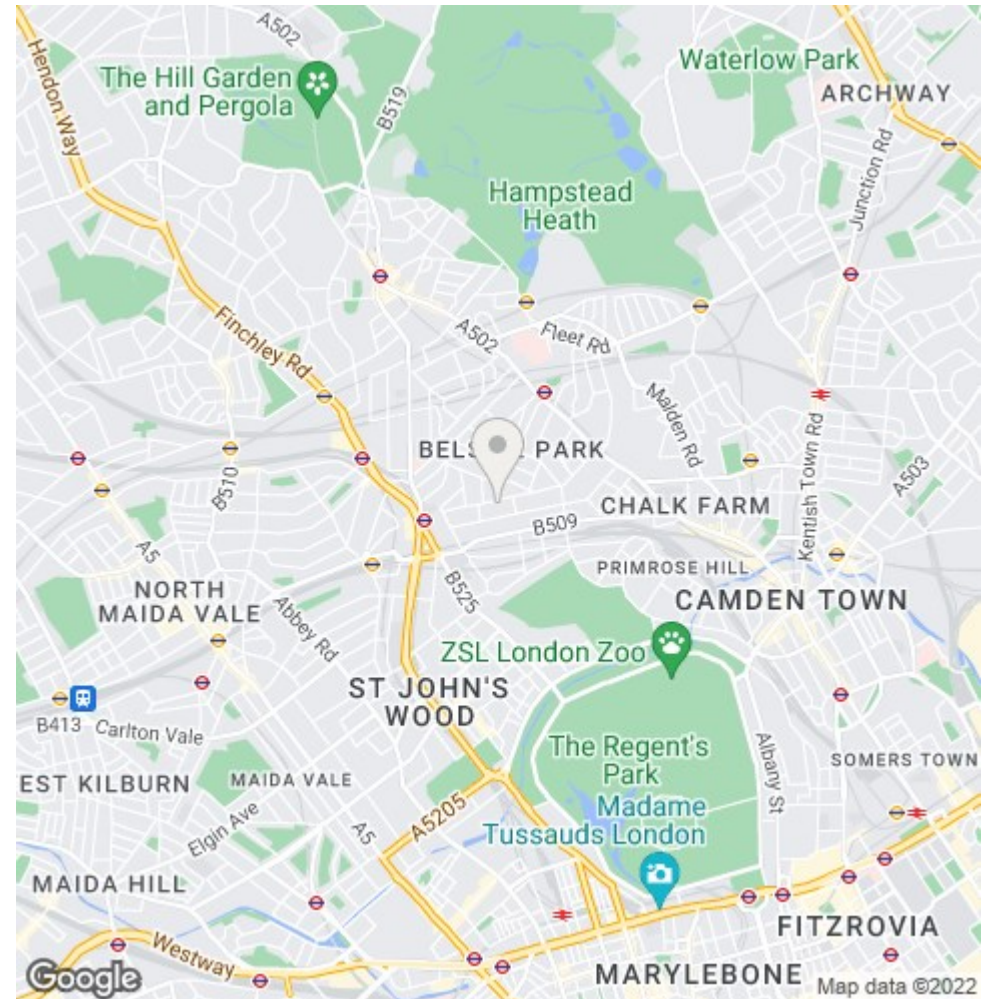 A502
Waterlow Park
The Hill Garden
and Pergola
ARCHWAY
Hendon Way
B519
Junction Rd
Hampstead
Heath
Finchley Rd
A502
Fleet Rd
Malden Rd
BELS
E PARK
Kentish Town Rd
A503
B510
CHALK FARM
B509
A5
PRIMROSE HILL
NORTH
MAIDA VALE
B525
CAMDEN TOWN
Abbey Rd
ZSL London Zoo
ST JOHN'S
WOOD
B413
Carlton Vale
The Regent's
Park
Albany St
SOMERS TOWN
EST KILBURN
MAIDA VALE
Madame
Tussauds London
A5205
Elgin Ave
A5
MAIDA HILL
FITZROVIA
Westway
MARYLEBONE
Google
Map data ©2022